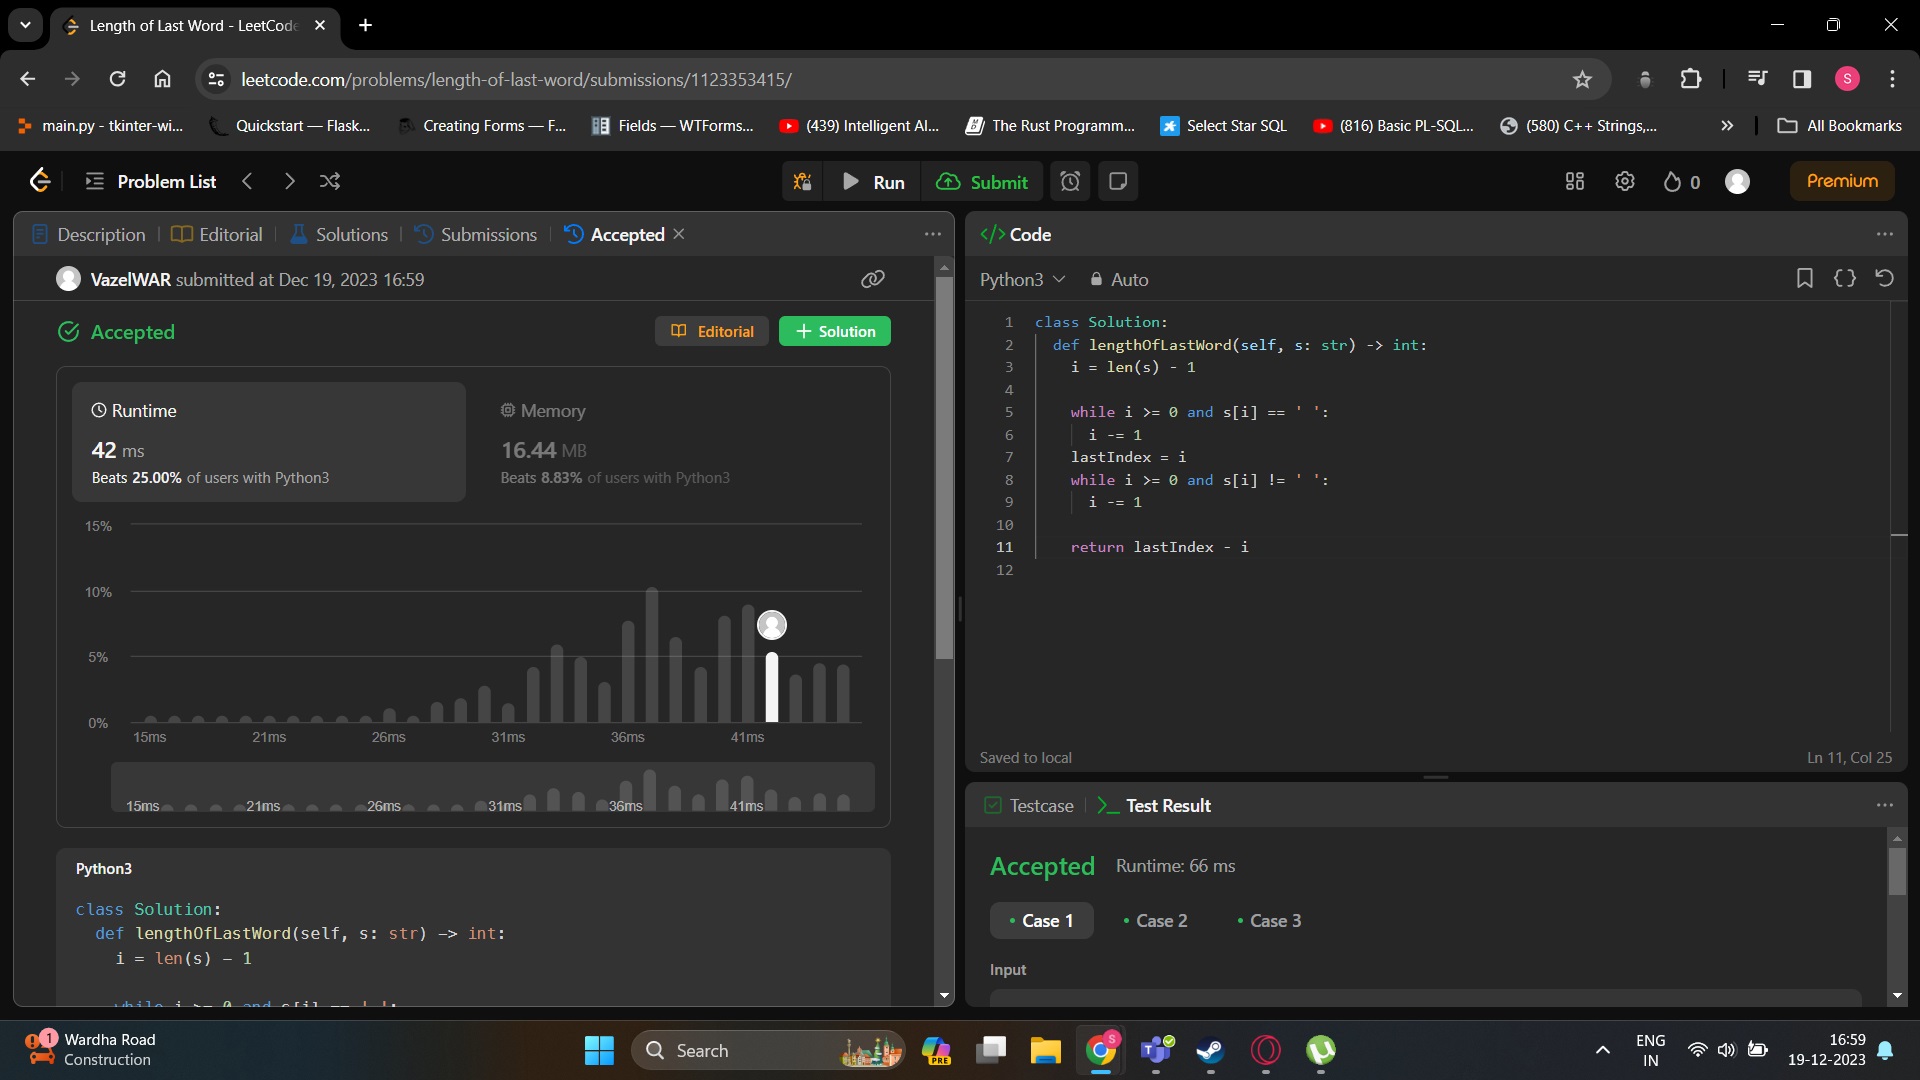 Length of Last Word - LeetCode
leetcode.com/problems/length-of-last-word/submissions/1123353415/
S
main.py - tkinter-wi...
Quickstart — Flask...
Creating Forms — F...
Fields — WTForms...
(439) Intelligent AI...
The Rust Programm...
Select Star SQL
(816) Basic PL-SQL...
(580) C++ Strings,...
All Bookmarks
Problem List
Run
Submit
0
Premium
Description
Editorial
Solutions
Submissions
Accepted
VazelWAR submitted at Dec 19, 2023 16:59
Accepted
Editorial
+ Solution
Runtime
42 ms
Beats 25.00% of users with Python3
Memory
16.44 MB
Beats 8.83% of users with Python3
15%
10%
5%
0%
15ms 21ms 26ms 31ms 36ms 41ms
15ms 21ms 26ms 31ms 36ms 41ms
Python3
class Solution:
def lengthOfLastWord(self, s: str) -> int:
i = len(s) - 1
while i >= 0 and s[i] == ' ':
</> Code
Python3
Auto
1 class Solution:
2 def lengthOfLastWord(self, s: str) -> int:
3 i = len(s) - 1
4
5 while i >= 0 and s[i] == ' ':
6 i -= 1
7 lastIndex = i
8 while i >= 0 and s[i] != ' ':
9 i -= 1
10
11 return lastIndex - i
12
Saved to local
Ln 11, Col 25
Testcase
>_ Test Result
Accepted Runtime: 66 ms
• Case 1
• Case 2
• Case 3
Input
1
Wardha Road
Construction
Search
PRE
S
ENG
IN
16:59
19-12-2023